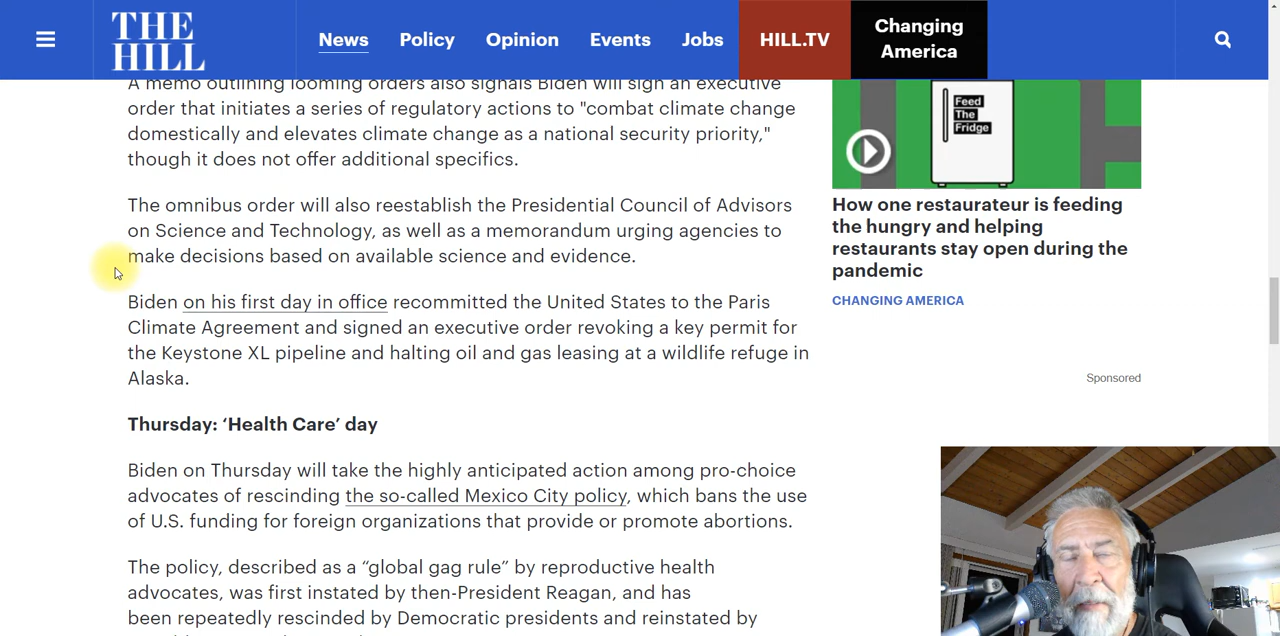 THE
HILL
News
Policy
Opinion
Events
Jobs
HILL.TV
Changing
America
A memo outlining looming orders also signals Biden will sign an executive
order that initiates a series of regulatory actions to "combat climate change
domestically and elevates climate change as a national security priority,"
though it does not offer additional specifics.
The omnibus order will also reestablish the Presidential Council of Advisors
on Science and Technology, as well as a memorandum urging agencies to
make decisions based on available science and evidence.
Biden on his first day in office recommitted the United States to the Paris
Climate Agreement and signed an executive order revoking a key permit for
the Keystone XL pipeline and halting oil and gas leasing at a wildlife refuge in
Alaska.
Thursday: ‘Health Care’ day
Biden on Thursday will take the highly anticipated action among pro-choice
advocates of rescinding the so-called Mexico City policy, which bans the use
of U.S. funding for foreign organizations that provide or promote abortions.
The policy, described as a “global gag rule” by reproductive health
advocates, was first instated by then-President Reagan, and has
been repeatedly rescinded by Democratic presidents and reinstated by
Feed
The
Fridge
How one restaurateur is feeding
the hungry and helping
restaurants stay open during the
pandemic
CHANGING AMERICA
Sponsored